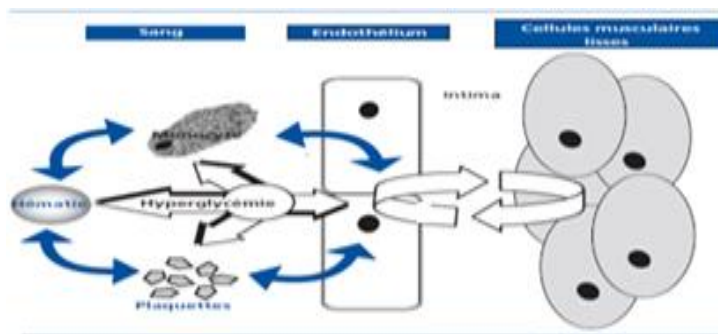 Sang
Endothélium
Cellules musculaires
lisses
Intima
Monocyte
Hématie
Hyperglycémie
Plaquettes